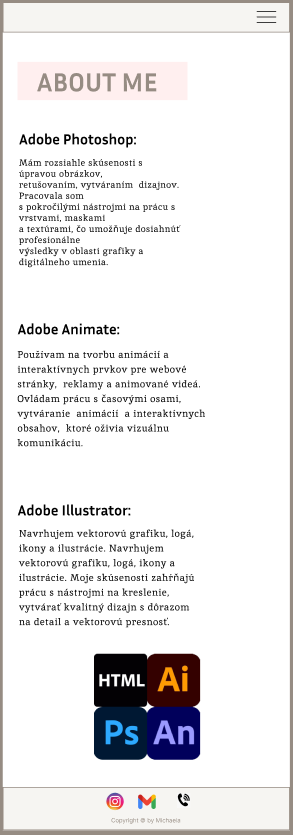 ABOUT ME
Adobe Photoshop:
Mám rozsiahle skúsenosti s
úpravou obrázkov,
retušovaním, vytváraním dizajnov.
Pracovala som
s pokročilými nástrojmi na prácu s
vrstvami, maskami
a textúrami, čo umožňuje dosiahnúť
profesionálne
výsledky v oblasti grafiky a
digitálneho umenia.
Adobe Animate:
Používam na tvorbu animácií a
interaktívnych prvkov pre webové
stránky, reklamy a animované videá.
Ovládam prácu s časovými osami,
vytváranie animácií a interaktívnych
obsahov, ktoré oživia vizuálnu
komunikáciu.
Adobe Illustrator:
Navrhujem vektorovú grafiku, logá,
ikony a ilustrácie. Navrhujem
vektorovú grafiku, logá, ikony a
ilustrácie. Moje skúsenosti zahŕňajú
prácu s nástrojmi na kreslenie,
vytvárať kvalitný dizajn s dôrazom
na detail a vektorovú presnosť.
HTML Ai
Ps An
Copyright © by Michaela